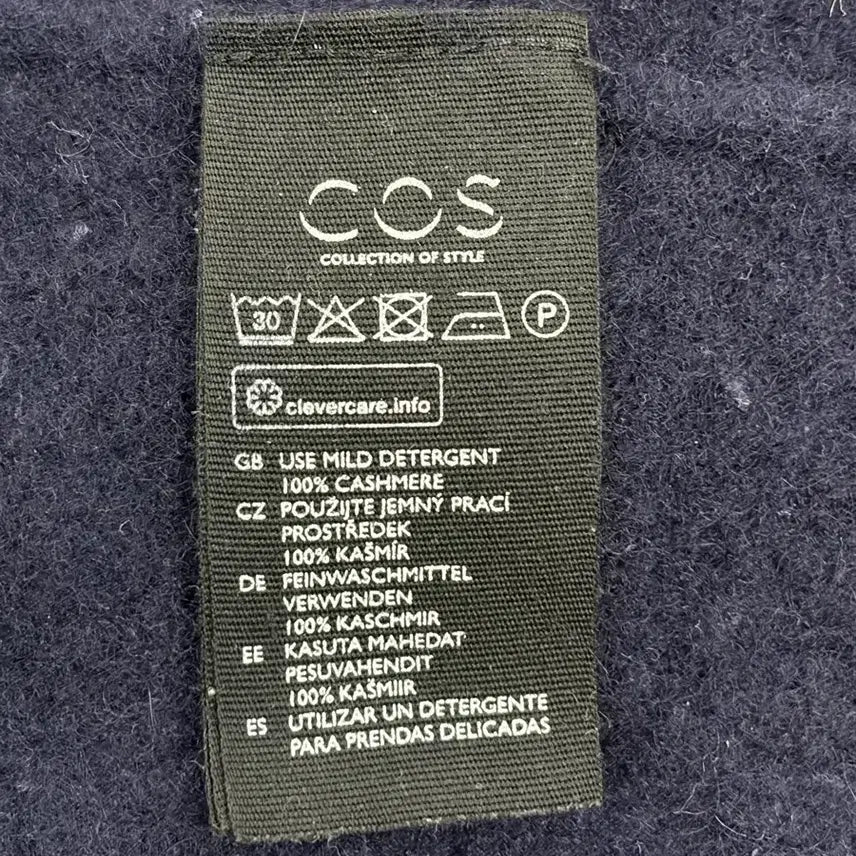 COS
COLLECTION OF STYLE
30 P
clevercare.info
GB USE MILD DETERGENT
100% CASHMERE
CZ POUŽIJTE JEMNÝ PRACÍ
PROSTŘEDEK
100% KAŠMÍR
DE FEINWASCHMITTEL
VERWENDEN
100% KASCHMIR
EE KASUTA MAHEDAT
PESUVAHENDIT
100% KAŠMIIR
ES UTILIZAR UN DETERGENTE
PARA PRENDAS DELICADAS